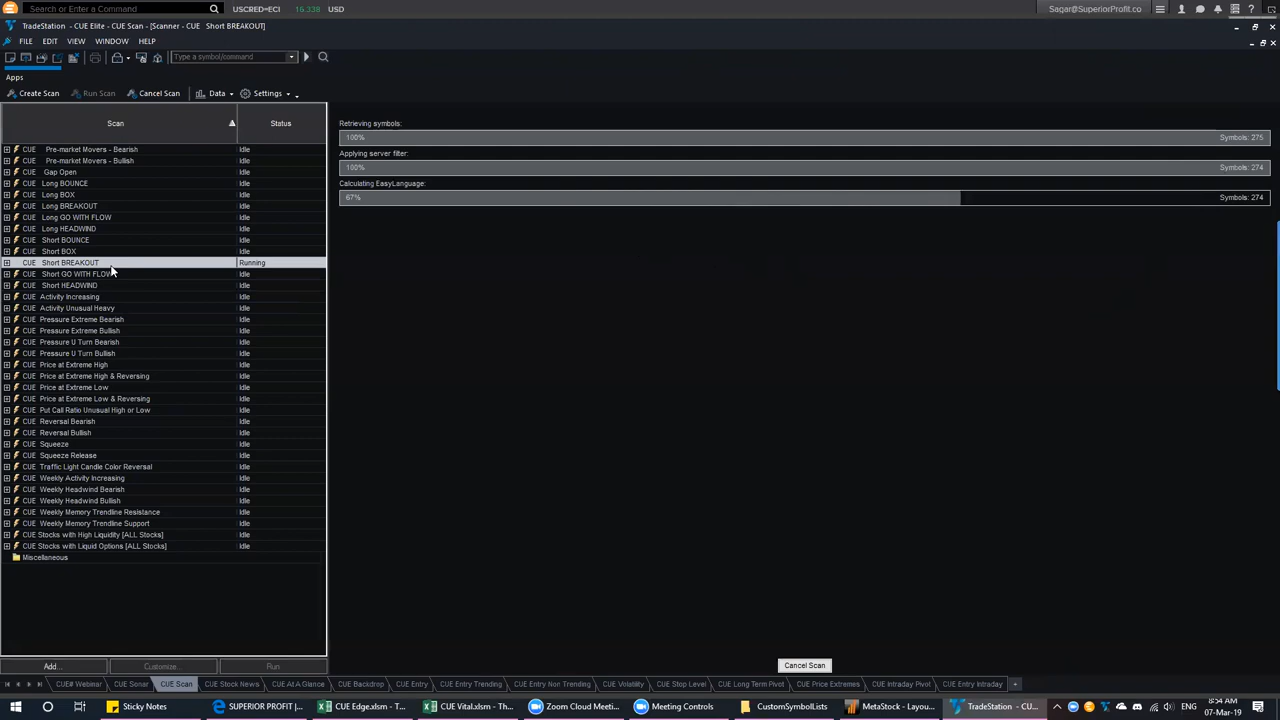 Search or Enter Command
USCRED=ECI 16.338 USD
Sagar@SuperiorProfit.co
TradeStation - CUE Elite - CUE Scan - [Scanner - CUE Short BREAKOUT]
FILE EDIT VIEW WINDOW HELP
Type a symbol/command
Apps
Create Scan Run Scan Cancel Scan Data Settings
Scan Status
CUE Pre-market Movers - Bearish Idle
CUE Pre-market Movers - Bullish Idle
CUE Gap Open Idle
CUE Long BOUNCE Idle
CUE Long BOX Idle
CUE Long BREAKOUT Idle
CUE Long GO WITH FLOW Idle
CUE Long HEADWIND Idle
CUE Short BOUNCE Idle
CUE Short BOX Idle
CUE Short BREAKOUT Running
CUE Short GO WITH FLOW Idle
CUE Short HEADWIND Idle
CUE Activity Increasing Idle
CUE Activity Unusual Heavy Idle
CUE Pressure Extreme Bearish Idle
CUE Pressure Extreme Bullish Idle
CUE Pressure U Turn Bearish Idle
CUE Pressure U Turn Bullish Idle
CUE Price at Extreme High Idle
CUE Price at Extreme High & Reversing Idle
CUE Price at Extreme Low Idle
CUE Price at Extreme Low & Reversing Idle
CUE Put Call Ratio Unusual High or Low Idle
CUE Reversal Bearish Idle
CUE Reversal Bullish Idle
CUE Squeeze Idle
CUE Squeeze Release Idle
CUE Traffic Light Candle Color Reversal Idle
CUE Weekly Activity Increasing Idle
CUE Weekly Headwind Bearish Idle
CUE Weekly Headwind Bullish Idle
CUE Weekly Memory Trendline Resistance Idle
CUE Weekly Memory Trendline Support Idle
CUE Stocks with High Liquidity [ALL Stocks] Idle
CUE Stocks with Liquid Options [ALL Stocks] Idle
Miscellaneous
Retrieving symbols:
100% Symbols: 275
Applying server filter:
100% Symbols: 274
Calculating EasyLanguage:
67% Symbols: 274
Add... Customize... Run
Cancel Scan
CUE# Webinar CUE Sonar CUE Scan CUE Stock News CUE At A Glance CUE Backdrop CUE Entry CUE Entry Trending CUE Entry Non Trending CUE Volatility CUE Stop Level CUE Long Term Pivot CUE Price Extremes CUE Intraday Pivot CUE Entry Intraday
Sticky Notes SUPERIOR PROFIT |... CUE Edge.xlsm - T... CUE Vital.xlsm - Th... Zoom Cloud Meeti... Meeting Controls CustomSymbolLists MetaStock - Layou... TradeStation - CU...
8:54 AM
07-Mar-19